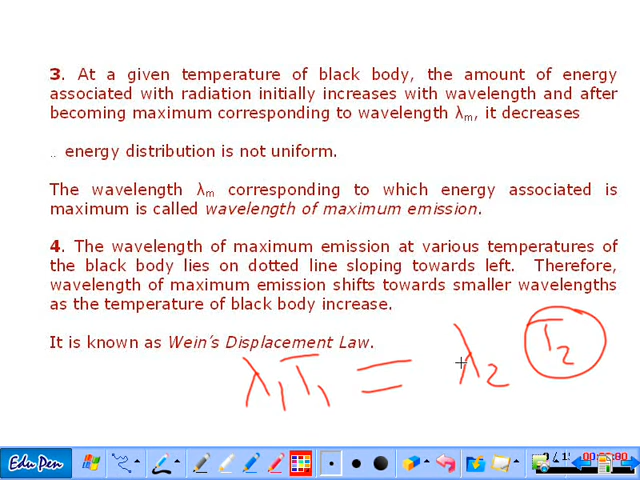 3. At a given temperature of black body, the amount of energy
associated with radiation initially increases with wavelength and after
becoming maximum corresponding to wavelength λm, it decreases
.. energy distribution is not uniform.
The wavelength λm corresponding to which energy associated is
maximum is called wavelength of maximum emission.
4. The wavelength of maximum emission at various temperatures of
the black body lies on dotted line sloping towards left. Therefore,
wavelength of maximum emission shifts towards smaller wavelengths
as the temperature of black body increase.
It is known as Wein's Displacement Law.
λ₁T₁ = λ₂ T₂
Edu Pen